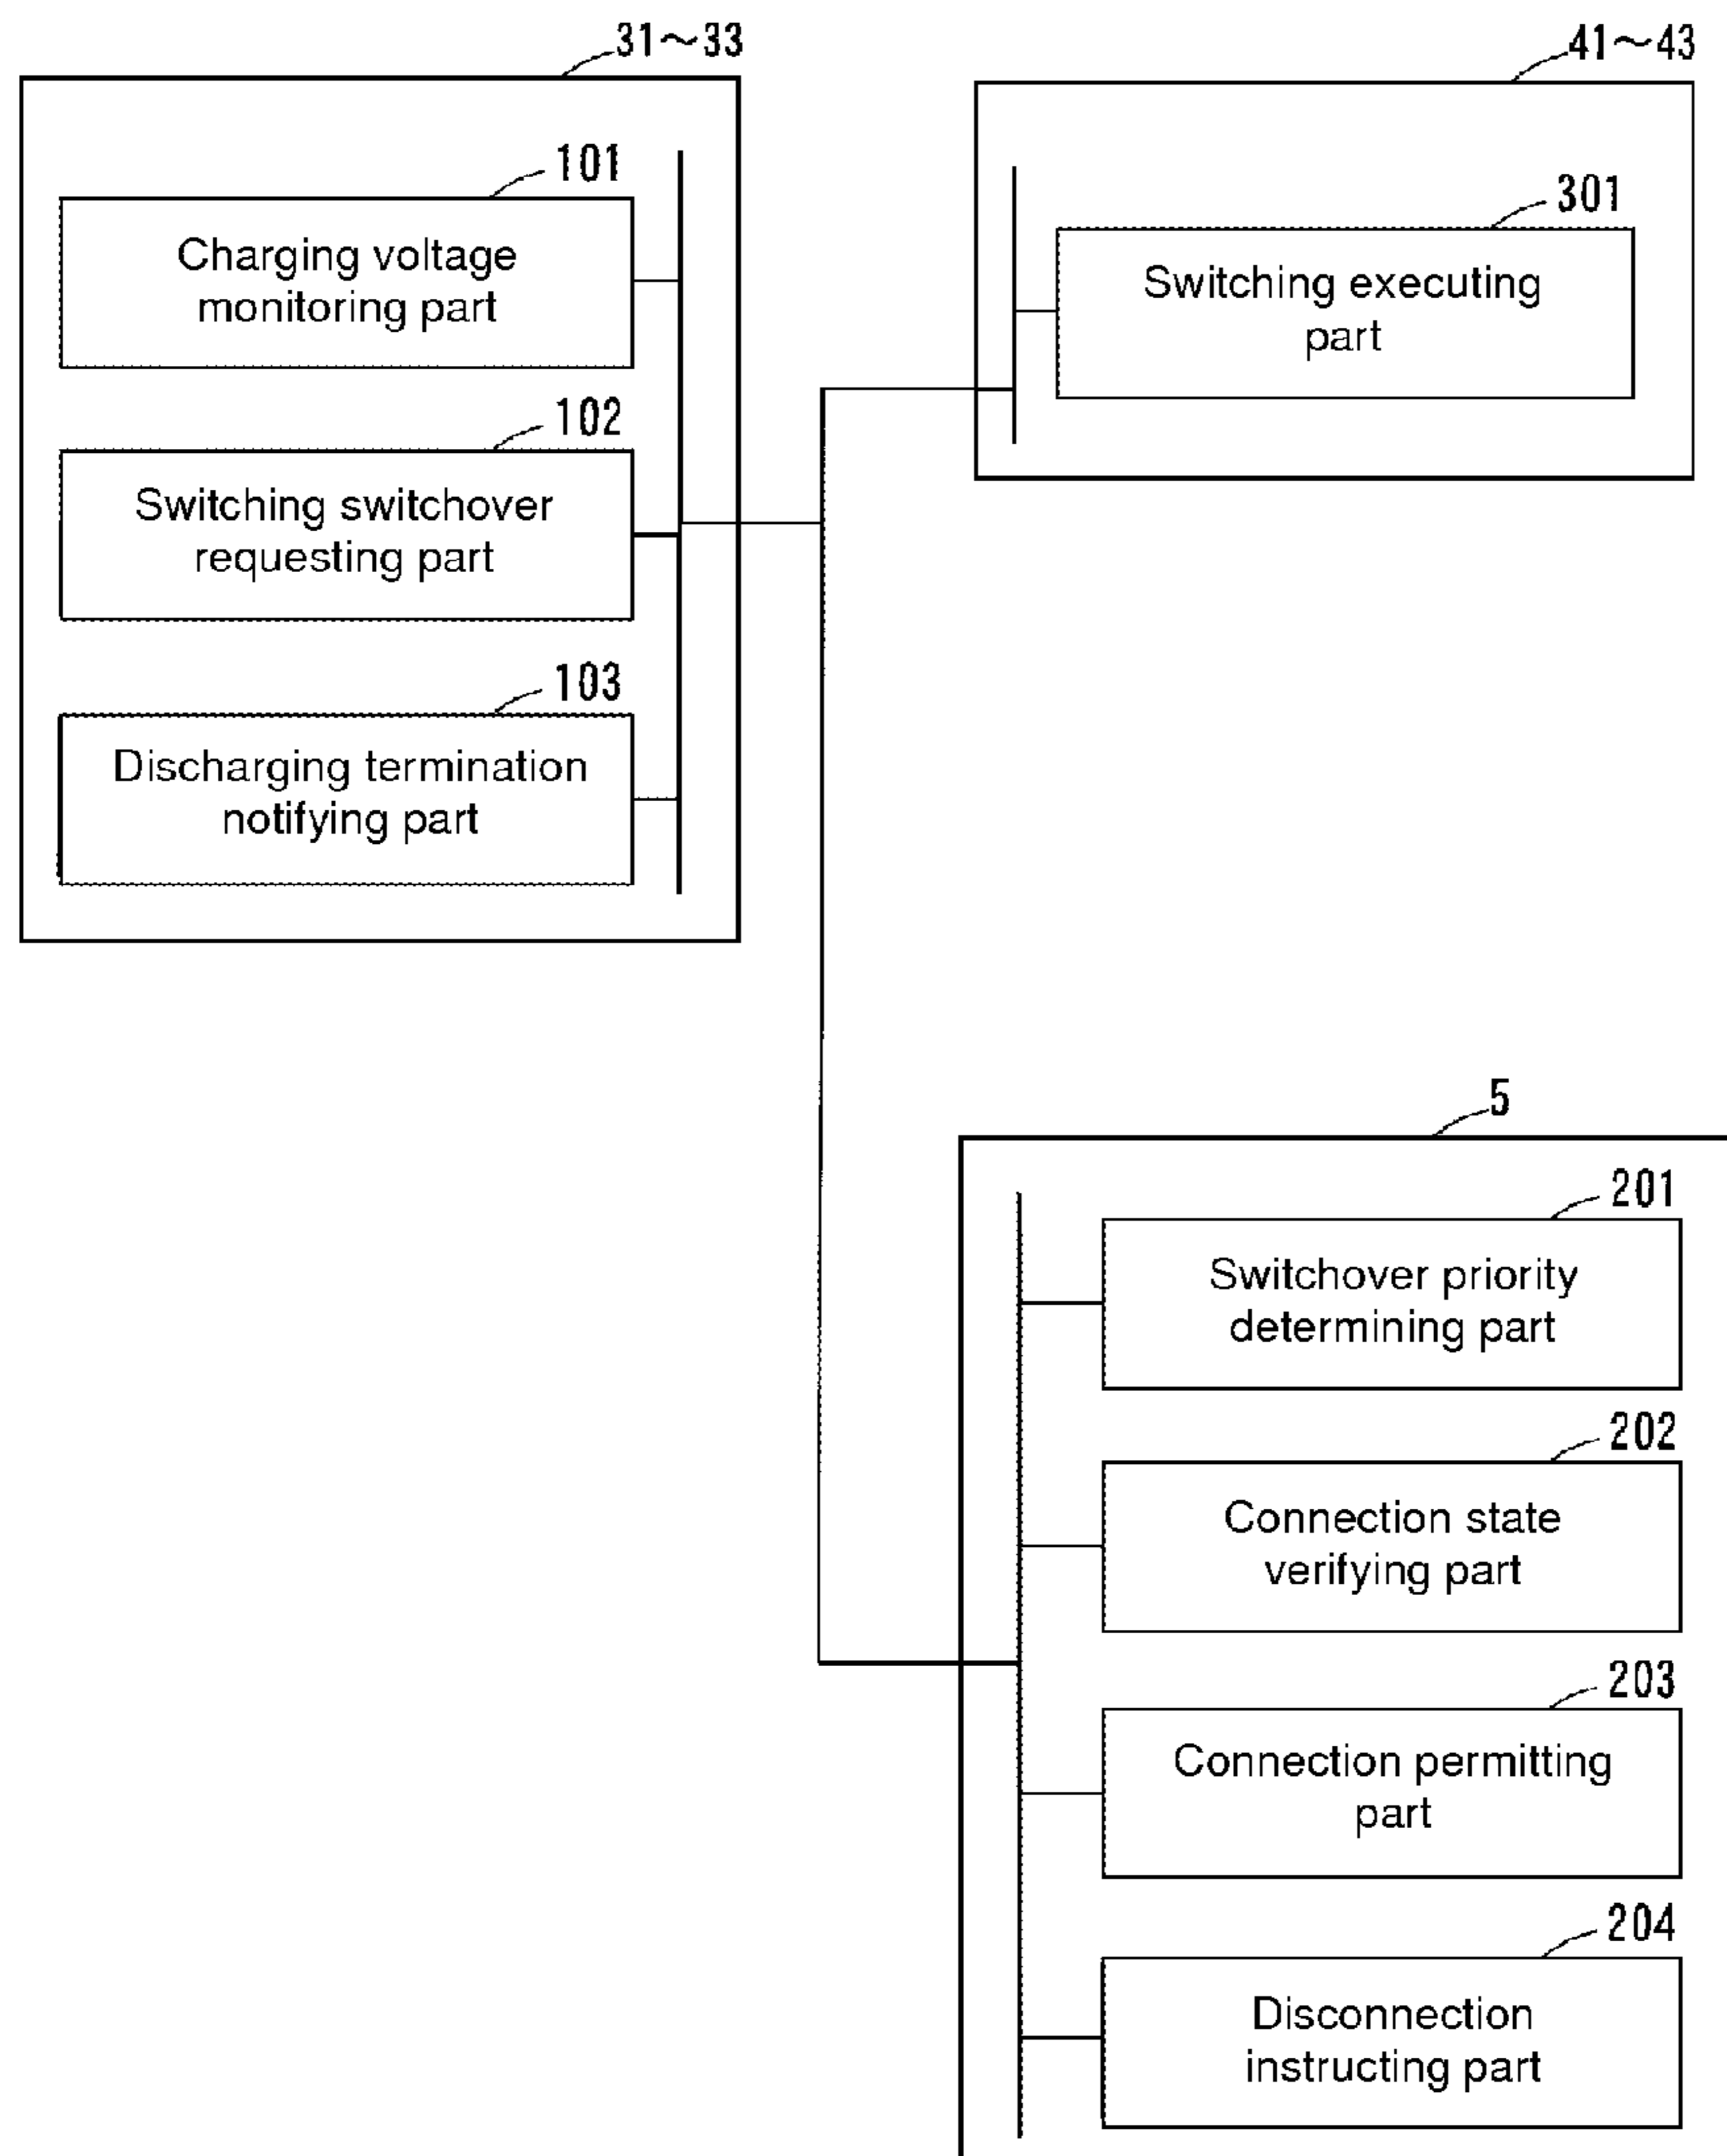 31～33
101
Charging voltage
monitoring part
102
Switching switchover
requesting part
103
Discharging termination
notifying part
41～43
301
Switching executing
part
5
201
Switchover priority
determining part
202
Connection state
verifying part
203
Connection permitting
part
204
Disconnection
instructing part